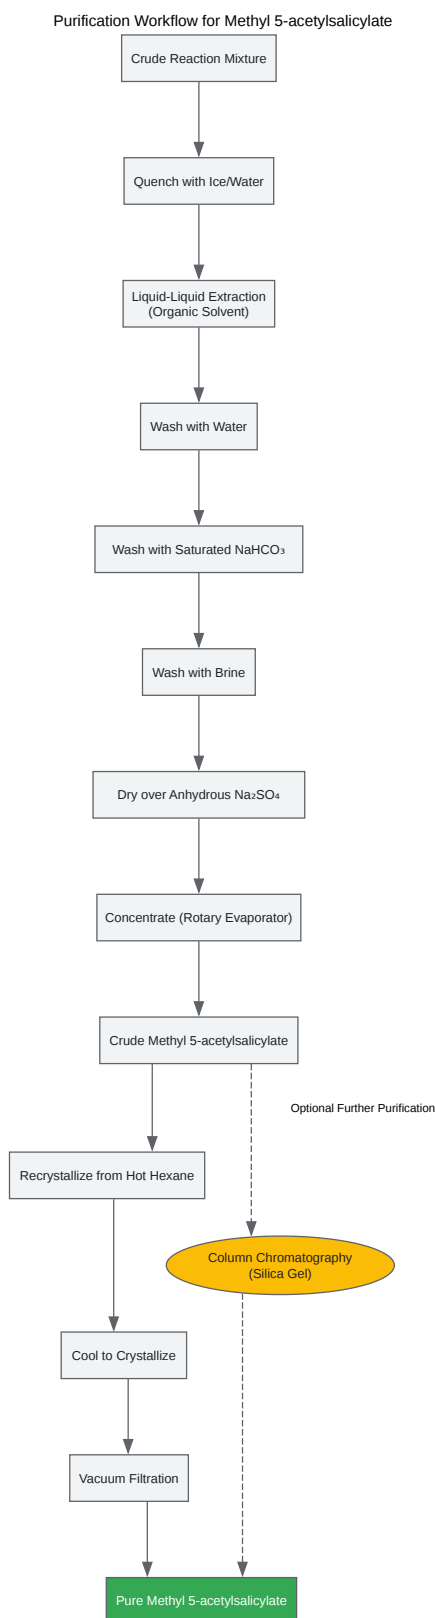 Purification Workflow for Methyl 5-acetylsalicylate
Crude Reaction Mixture
Quench with Ice/Water
Liquid-Liquid Extraction
(Organic Solvent)
Wash with Water
Wash with Saturated NaHCO₃
Wash with Brine
Dry over Anhydrous Na₂SO₄
Concentrate (Rotary Evaporator)
Crude Methyl 5-acetylsalicylate
Optional Further Purification
Recrystallize from Hot Hexane
Column Chromatography
(Silica Gel)
Cool to Crystallize
Vacuum Filtration
Pure Methyl 5-acetylsalicylate